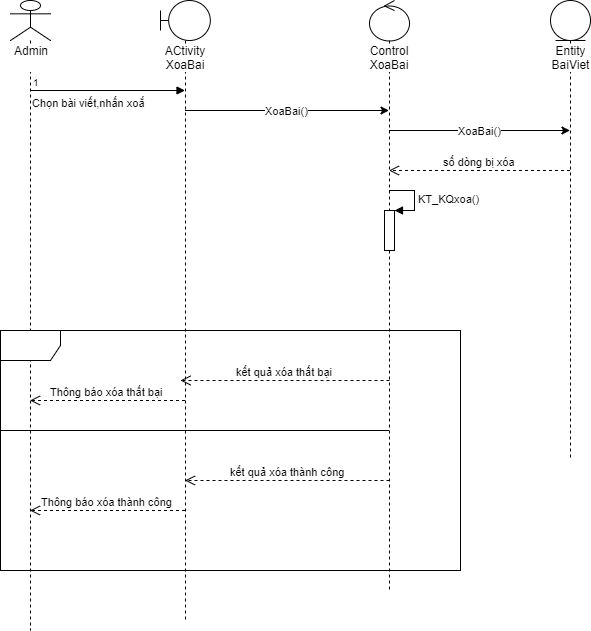 Admin
ACtivity
XoaBai
Control
XoaBai
Entity
BaiViet
1
Chọn bài viết,nhấn xoắ
XoaBai()
XoaBai()
số dòng bị xóa
KT_KQxoa()
kết quả xóa thất bại
Thông báo xóa thất bại
kết quả xóa thành công
Thông báo xóa thành công